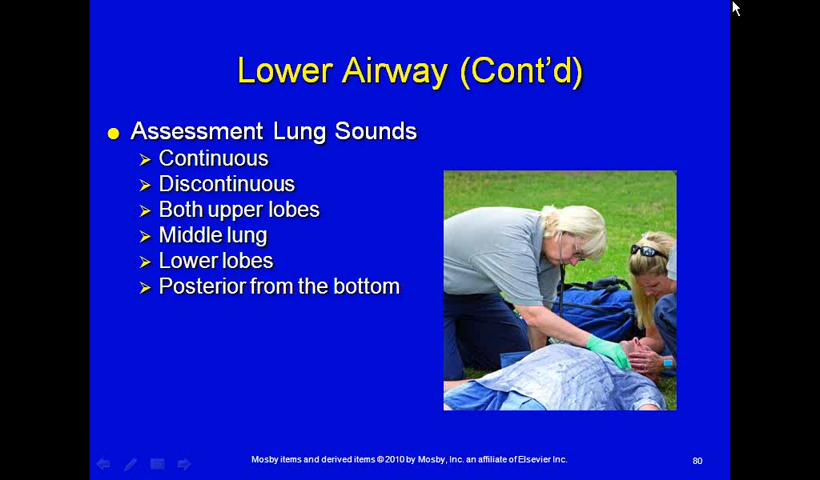 Lower Airway (Cont’d)
Assessment Lung Sounds
Continuous
Discontinuous
Both upper lobes
Middle lung
Lower lobes
Posterior from the bottom
Mosby items and derived items © 2010 by Mosby, Inc. an affiliate of Elsevier Inc.
80